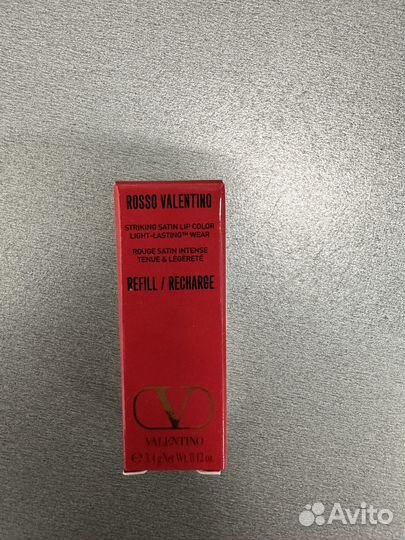 ROSSO VALENTINO
STRIKING SATIN LIP COLOR
LIGHT-LASTING™ WEAR
ROUGE SATIN INTENSE
TENUE & LÉGÈRETÉ
REFILL / RECHARGE
V
VALENTINO
℮ 3.4 g Net Wt. 0.12 oz.
Avito